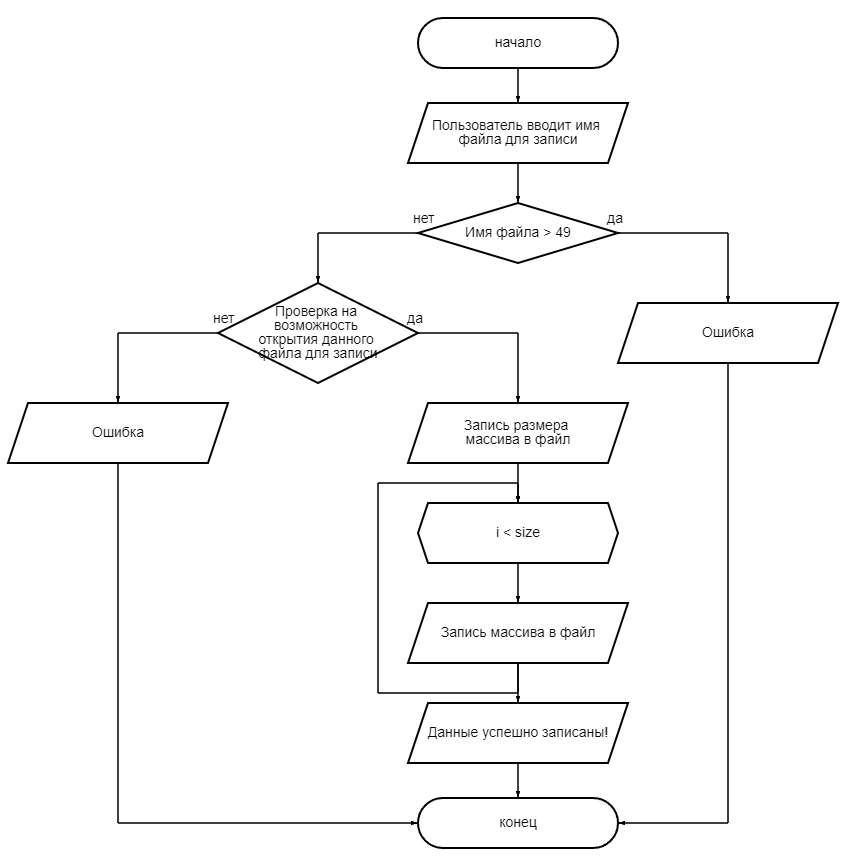 начало
Пользователь вводит имя
файла для записи
нет
да
Имя файла > 49
нет
Проверка на
возможность
открытия данного
файла для записи
да
Ошибка
Ошибка
Запись размера
массива в файл
i < size
Запись массива в файл
Данные успешно записаны!
конец